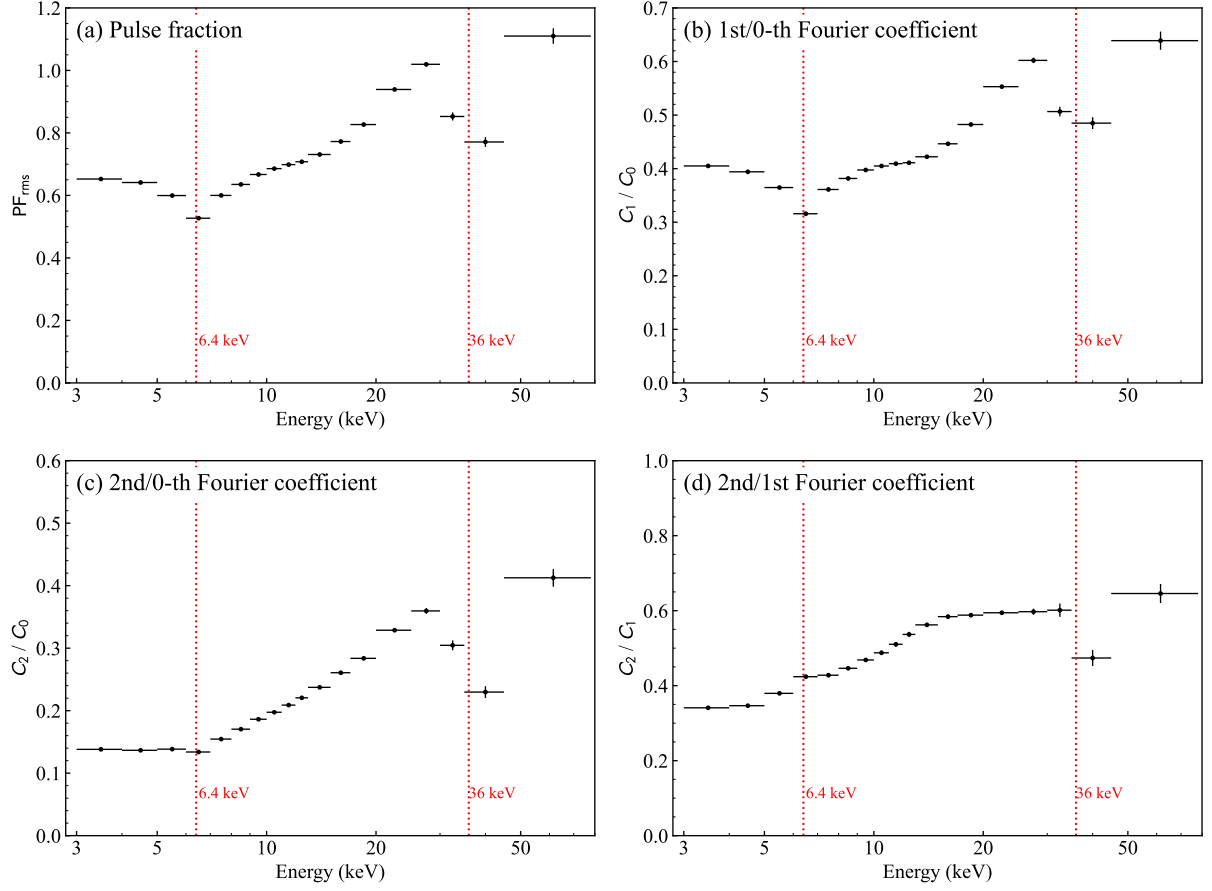 (a) Pulse fraction
PF_rms
1.2
1.0
0.8
0.6
0.4
0.2
0.0
6.4 keV
36 keV
3 5 10 20 50
Energy (keV)
(b) 1st/0-th Fourier coefficient
C_1 / C_0
0.7
0.6
0.5
0.4
0.3
0.2
0.1
0.0
6.4 keV
36 keV
3 5 10 20 50
Energy (keV)
(c) 2nd/0-th Fourier coefficient
C_2 / C_0
0.6
0.5
0.4
0.3
0.2
0.1
0.0
6.4 keV
36 keV
3 5 10 20 50
Energy (keV)
(d) 2nd/1st Fourier coefficient
C_2 / C_1
1.0
0.8
0.6
0.4
0.2
0.0
6.4 keV
36 keV
3 5 10 20 50
Energy (keV)